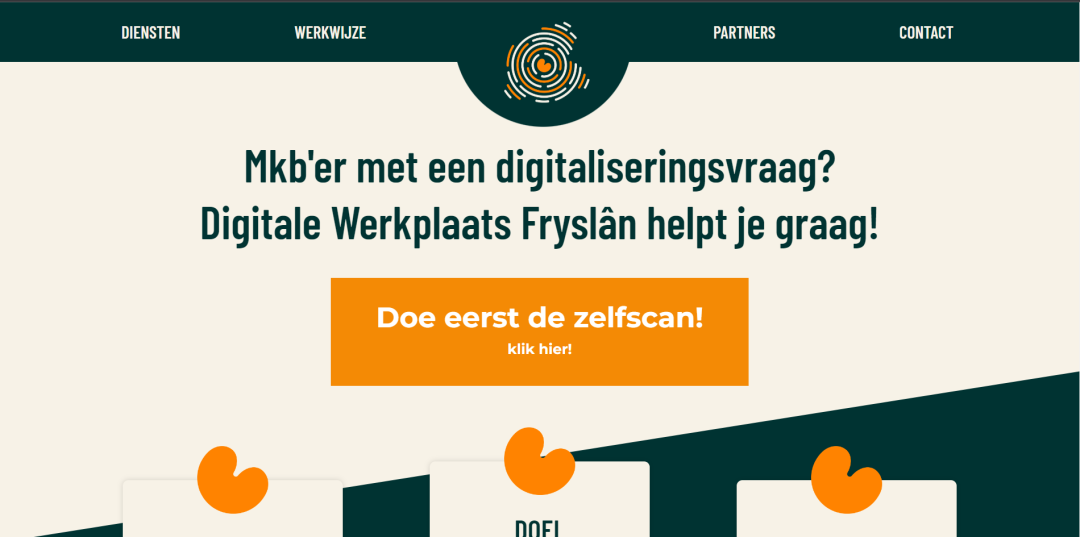 DIENSTEN
WERKWIJZE
PARTNERS
CONTACT
Mkb'er met een digitaliseringsvraag?
Digitale Werkplaats Fryslân helpt je graag!
Doe eerst de zelfscan!
klik hier!
DOEL